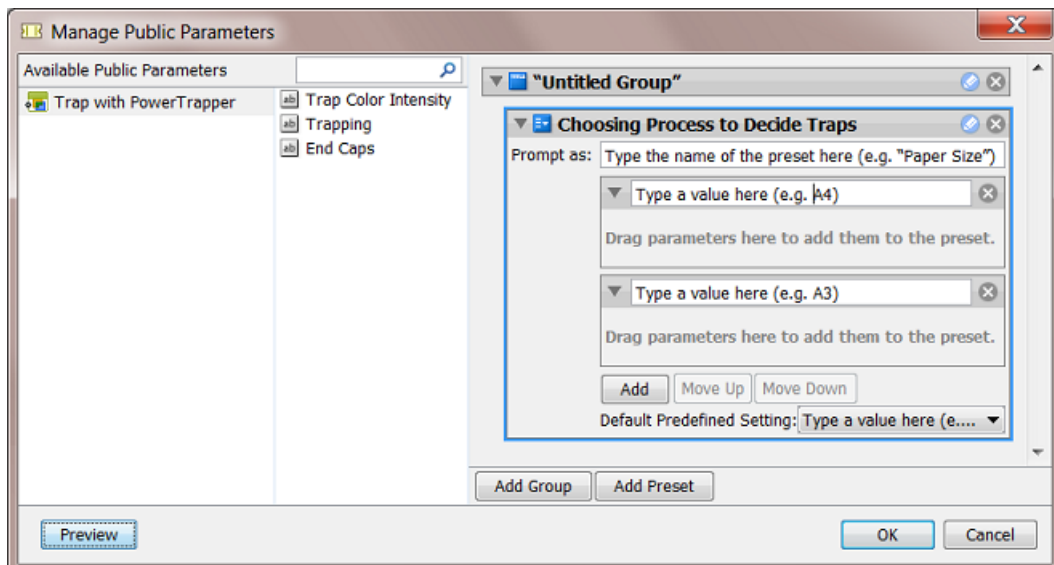 Manage Public Parameters
X
Available Public Parameters
Trap with PowerTrapper
ab Trap Color Intensity
ab Trapping
ab End Caps
"Untitled Group"
Choosing Process to Decide Traps
Prompt as: Type the name of the preset here (e.g. "Paper Size")
Type a value here (e.g. A4)
Drag parameters here to add them to the preset.
Type a value here (e.g. A3)
Drag parameters here to add them to the preset.
Add Move Up Move Down
Default Predefined Setting: Type a value here (e....
Add Group Add Preset
Preview OK Cancel